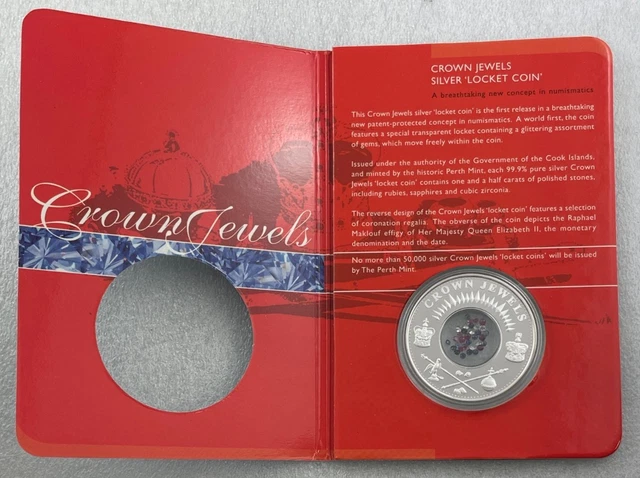 Crown Jewels
CROWN JEWELS
SILVER 'LOCKET COIN'
A breathtaking new concept in numismatics
This Crown Jewels silver 'locket coin' is the first release in a breathtaking
new patent-protected concept in numismatics. A world first, the coin
features a special transparent locket containing a glittering assortment
of gems, which move freely within the coin.
Issued under the authority of the Government of the Cook Islands,
and minted by the historic Perth Mint, each 99.9% pure silver Crown
Jewels 'locket coin' contains one and a half carats of polished stones,
including rubies, sapphires and cubic zirconia.
The reverse design of the Crown Jewels 'locket coin' features a selection
of coronation regalia. The obverse of the coin depicts the Raphael
Maklouf effigy of Her Majesty Queen Elizabeth II, the monetary
denomination and the date.
No more than 50,000 silver Crown Jewels 'locket coins' will be issued
by The Perth Mint.
CROWN JEWELS